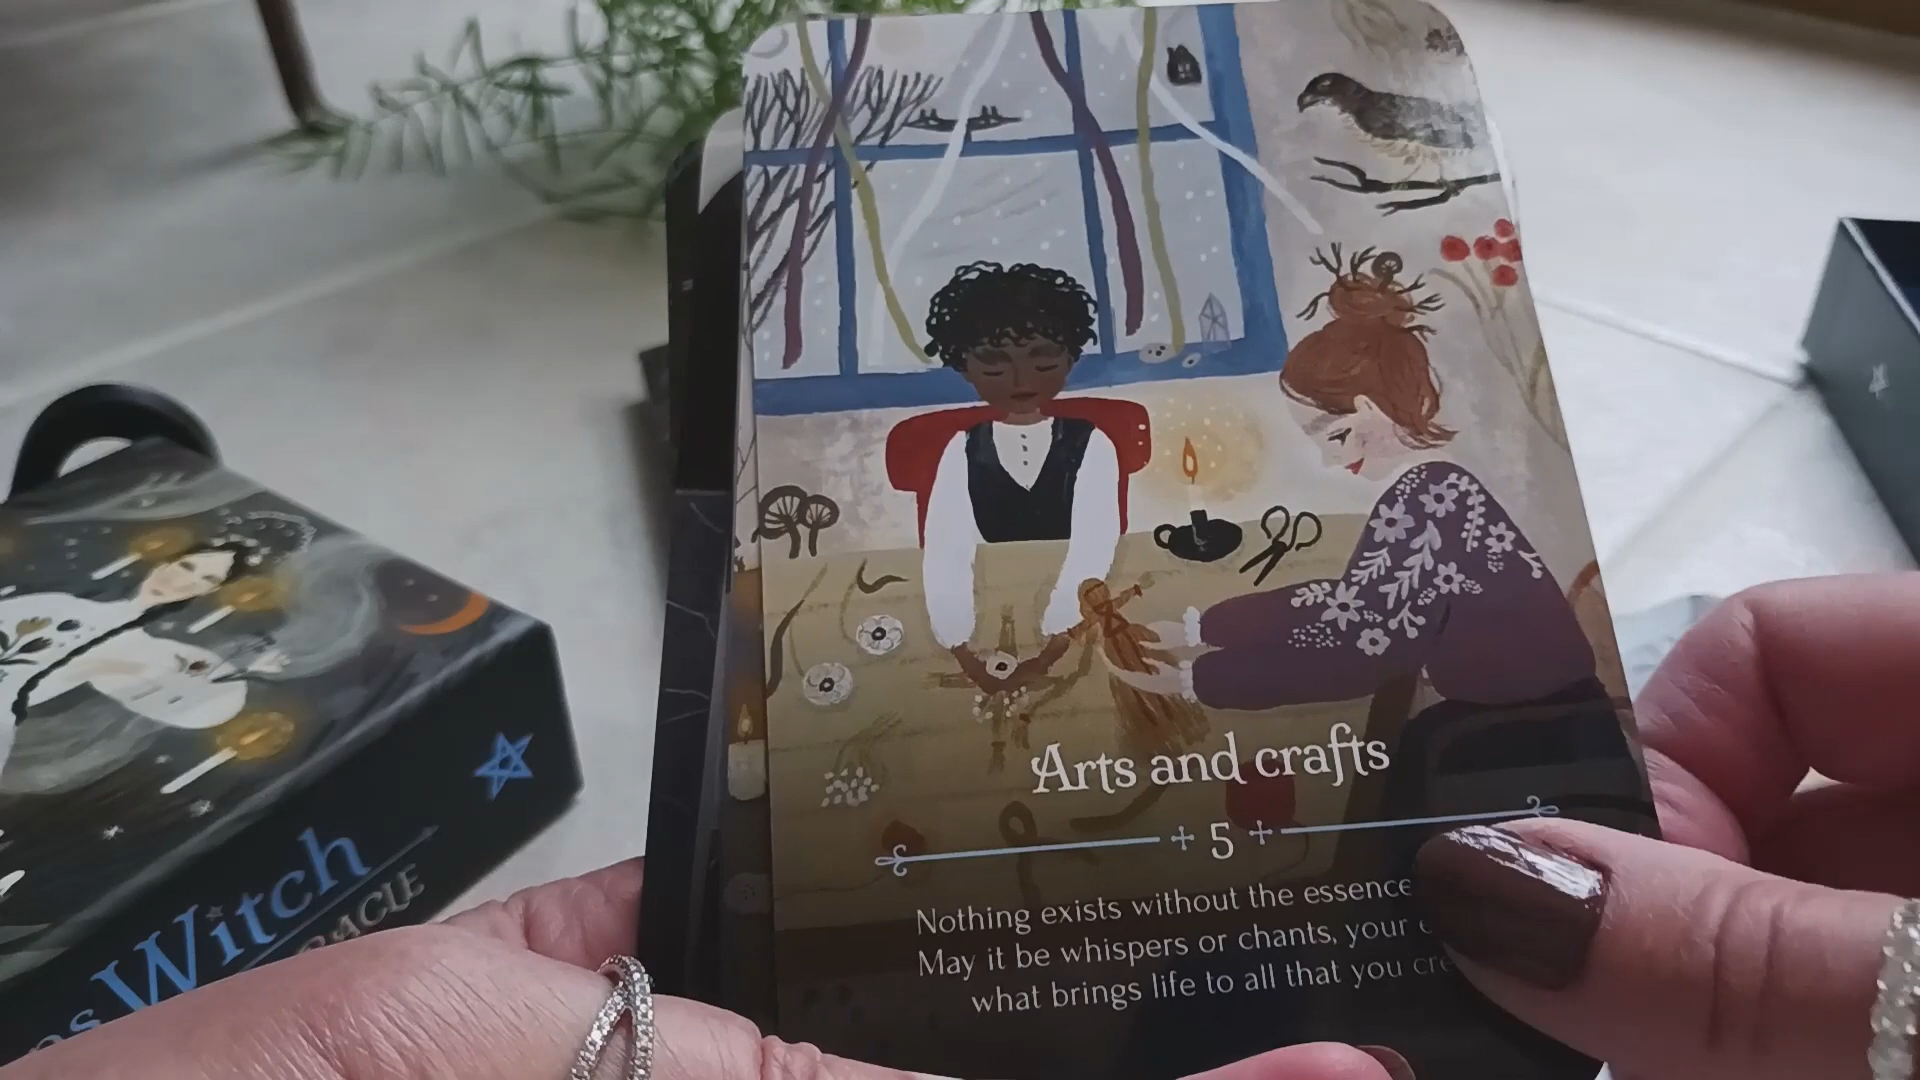 Arts and crafts
5
Nothing exists without the essence
May it be whispers or chants, your
what brings life to all that you
Witch